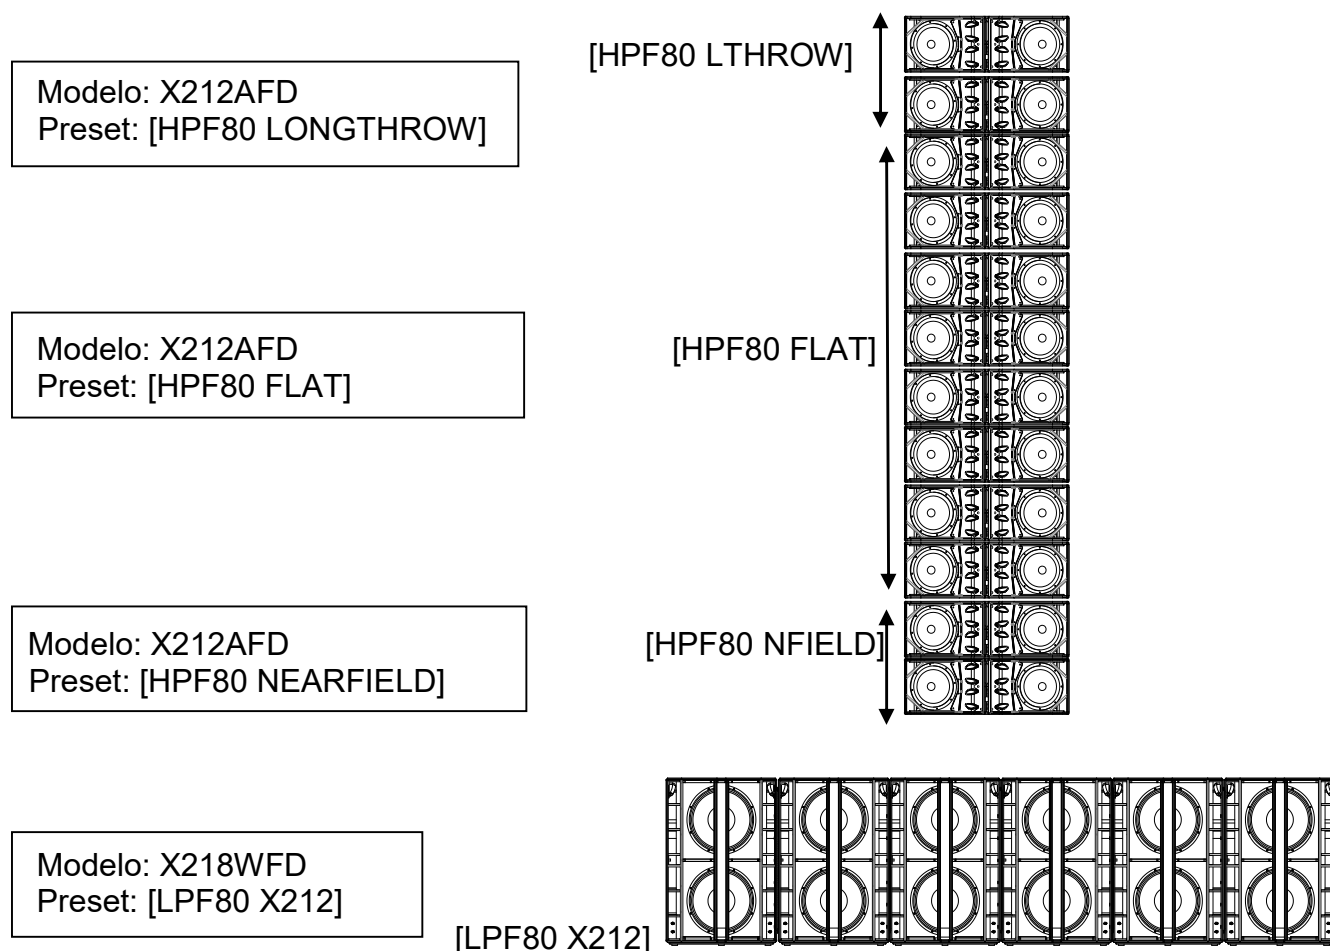 [HPF80 LTHROW]
Modelo: X212AFD
Preset: [HPF80 LONGTHROW]
Modelo: X212AFD
Preset: [HPF80 FLAT]
[HPF80 FLAT]
Modelo: X212AFD
Preset: [HPF80 NEARFIELD]
[HPF80 NFIELD]
Modelo: X218WFD
Preset: [LPF80 X212]
[LPF80 X212]